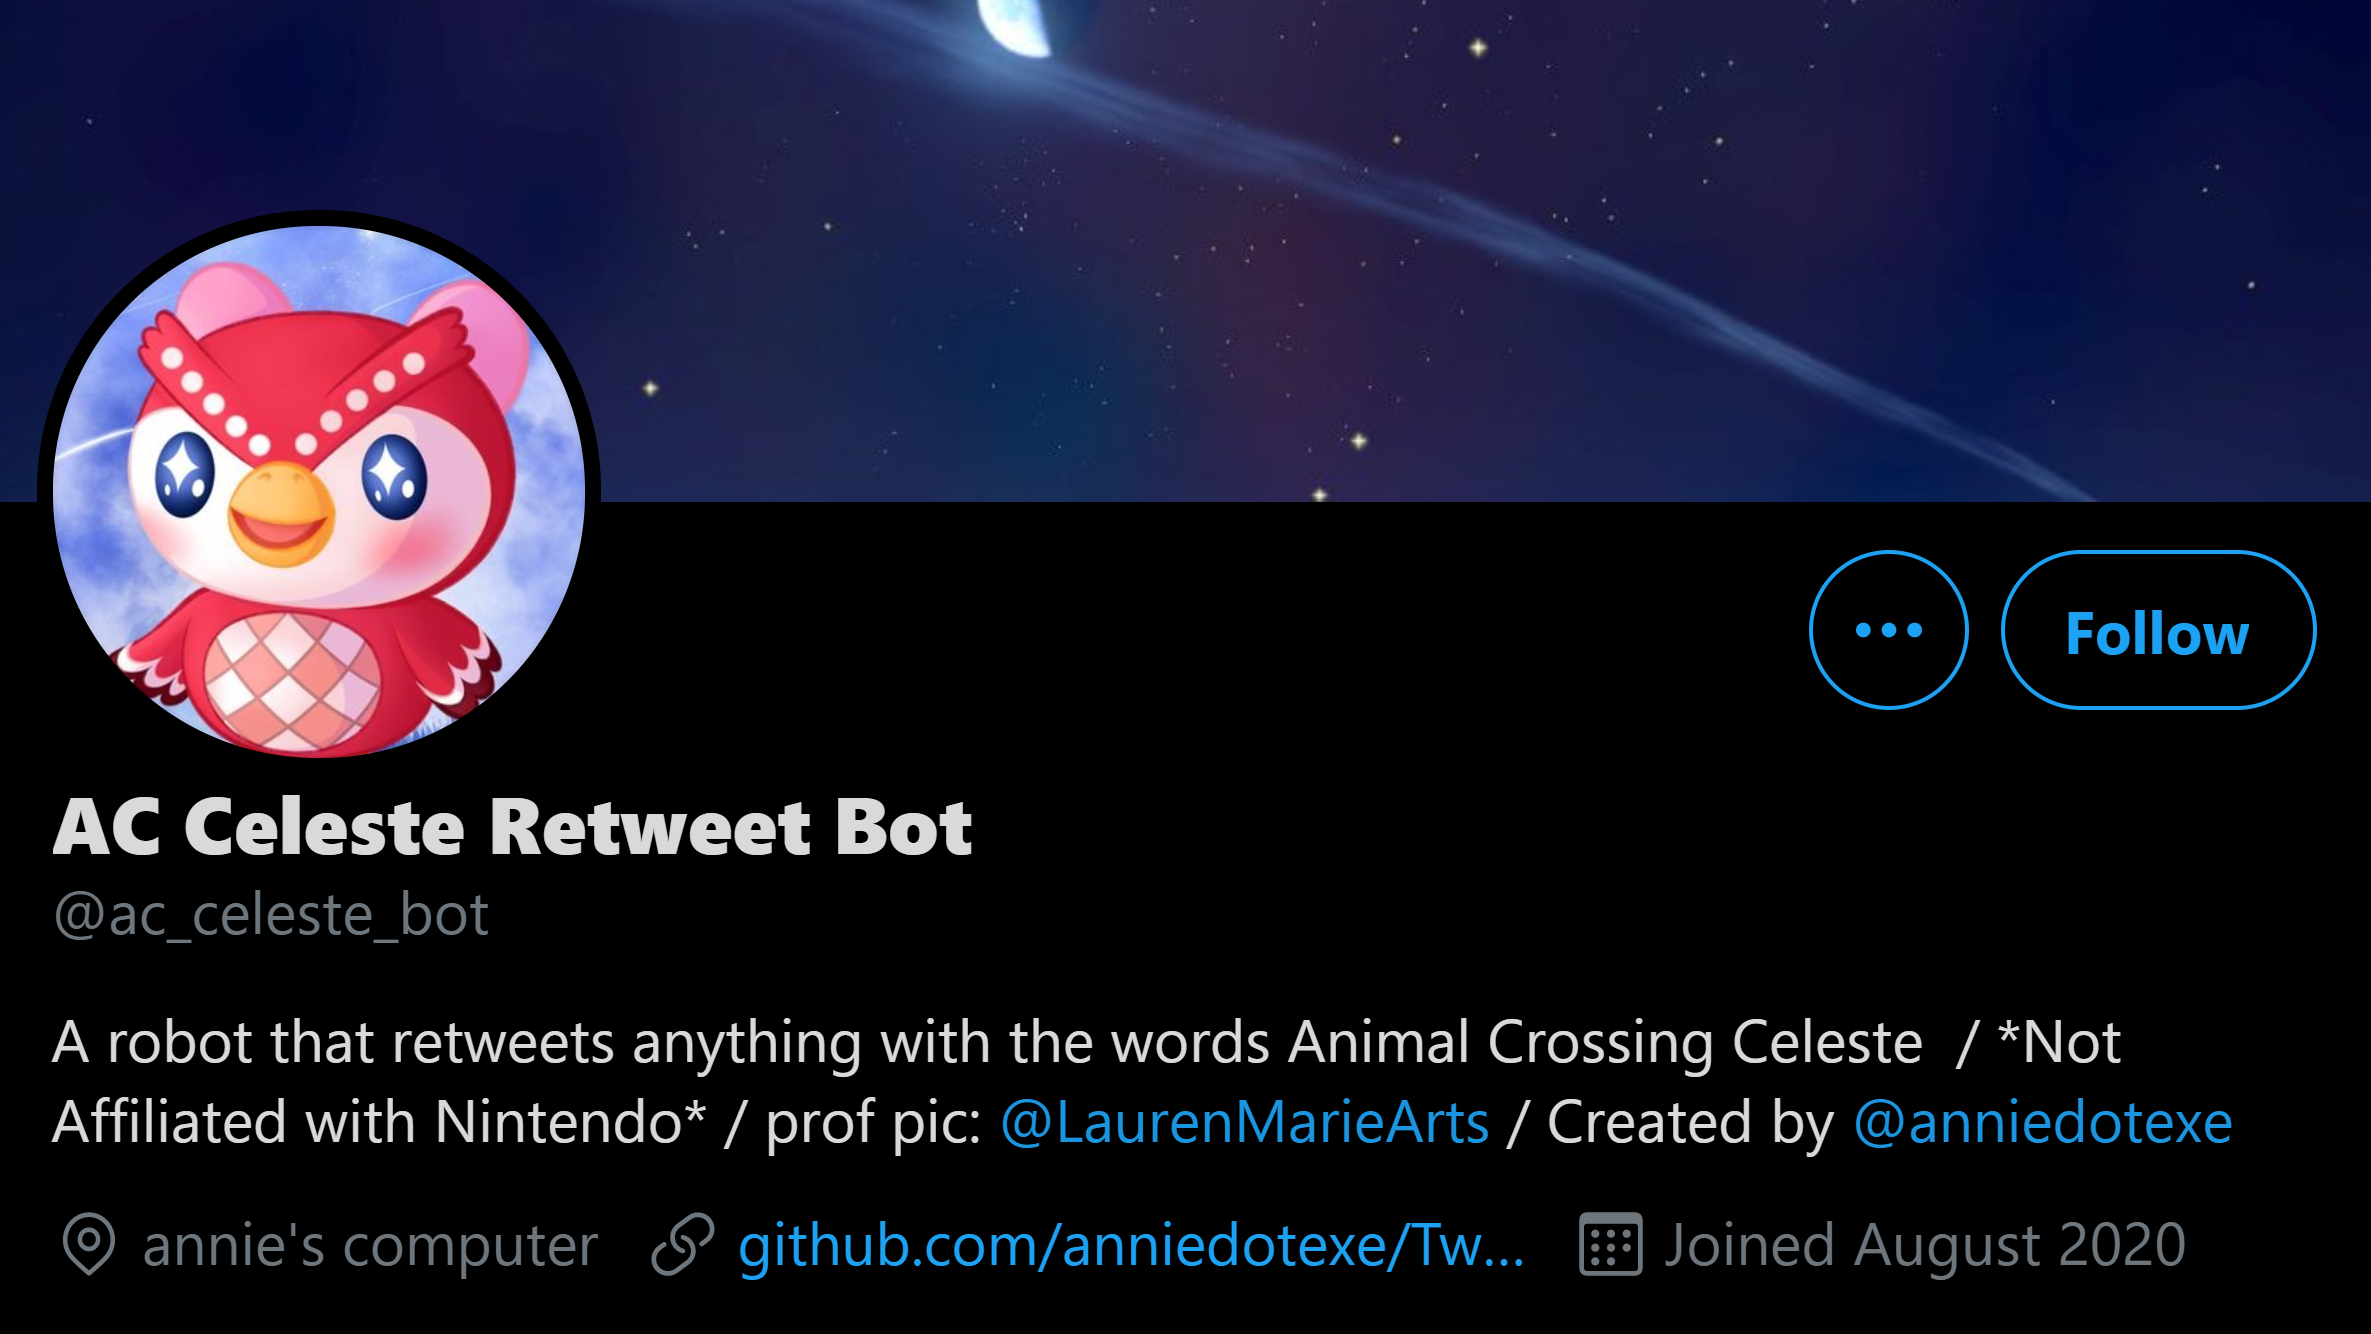 Follow
AC Celeste Retweet Bot
@ac_celeste_bot
A robot that retweets anything with the words Animal Crossing Celeste  / *Not
Affiliated with Nintendo* / prof pic: @LaurenMarieArts / Created by @anniedotexe
annie's computer github.com/anniedotexe/Tw... Joined August 2020